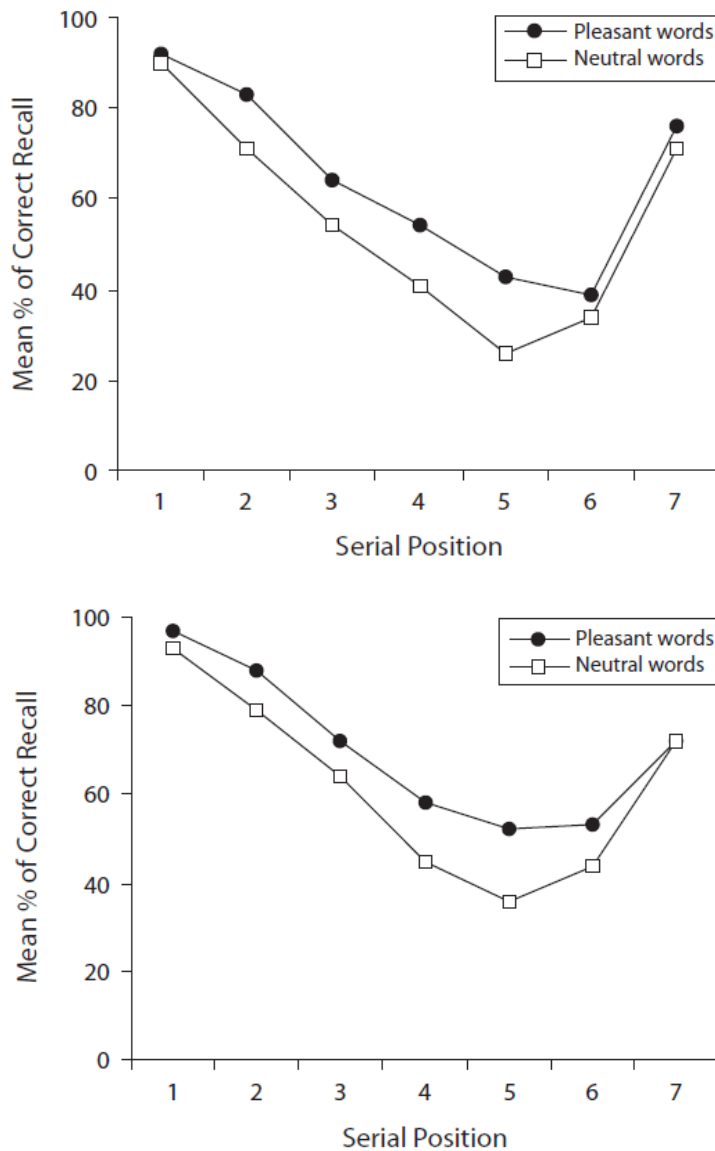 100
80
60
40
20
0
Mean % of Correct Recall
Pleasant words
Neutral words
1 2 3 4 5 6 7
Serial Position
100
80
60
40
20
0
Mean % of Correct Recall
Pleasant words
Neutral words
1 2 3 4 5 6 7
Serial Position